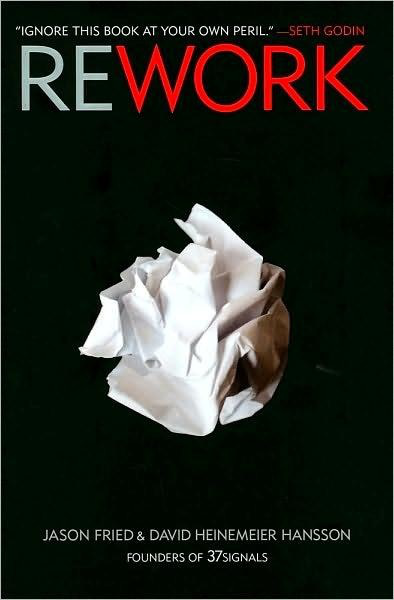 “IGNORE THIS BOOK AT YOUR OWN PERIL.” —SETH GODIN
REWORK
JASON FRIED & DAVID HEINEMEIER HANSSON
FOUNDERS OF 37SIGNALS